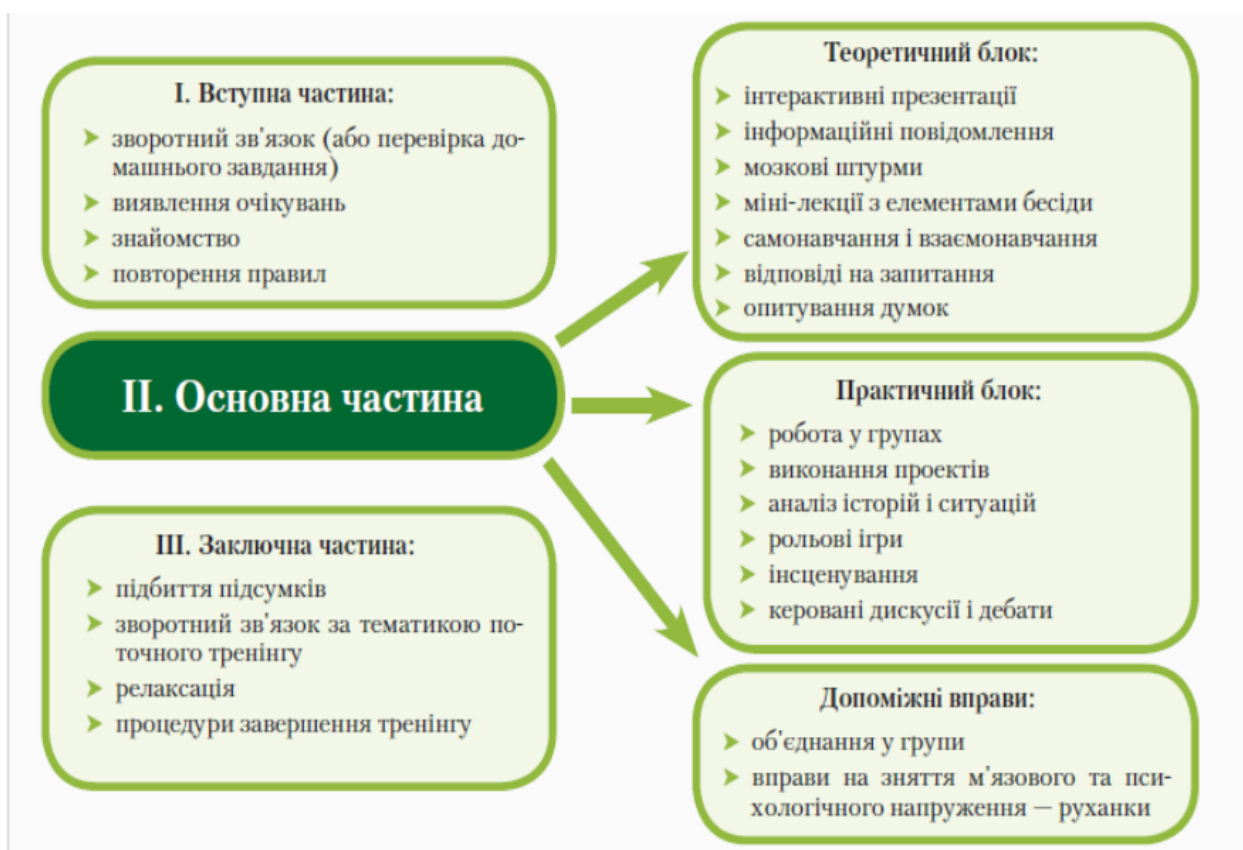 І. Вступна частина:
зворотний зв'язок (або перевірка до-
машнього завдання)
виявлення очікувань
знайомство
повторення правил
ІІ. Основна частина
ІІІ. Заключна частина:
підбиття підсумків
зворотний зв'язок за тематикою по-
точного тренінгу
релаксація
процедури завершення тренінгу
Теоретичний блок:
інтерактивні презентації
інформаційні повідомлення
мозкові штурми
міні-лекції з елементами бесіди
самонавчання і взаємонавчання
відповіді на запитання
опитування думок
Практичний блок:
робота у групах
виконання проектів
аналіз історій і ситуацій
рольові ігри
інсценування
керовані дискусії і дебати
Допоміжні вправи:
об'єднання у групи
вправи на зняття м'язового та пси-
хологічного напруження — руханки